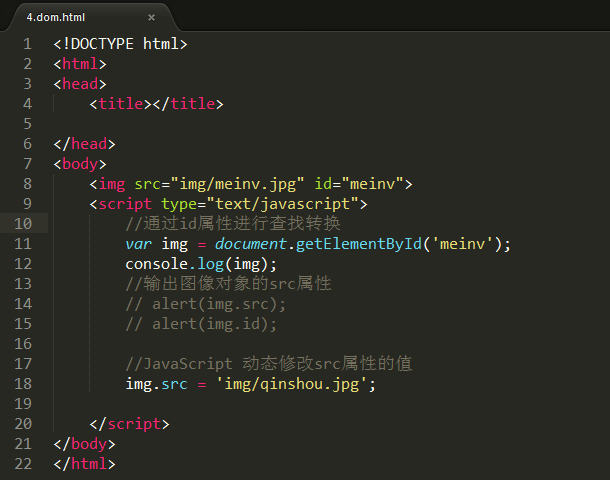 4.dom.html ×
1 <!DOCTYPE html>
2 <html>
3 <head>
4     <title></title>
5
6 </head>
7 <body>
8     <img src="img/meinv.jpg" id="meinv">
9     <script type="text/javascript">
10         //通过id属性进行查找转换
11         var img = document.getElementById('meinv');
12         console.log(img);
13         //输出图像对象的src属性
14         // alert(img.src);
15         // alert(img.id);
16
17         //JavaScript 动态修改src属性的值
18         img.src = 'img/qinshou.jpg';
19
20     </script>
21 </body>
22 </html>